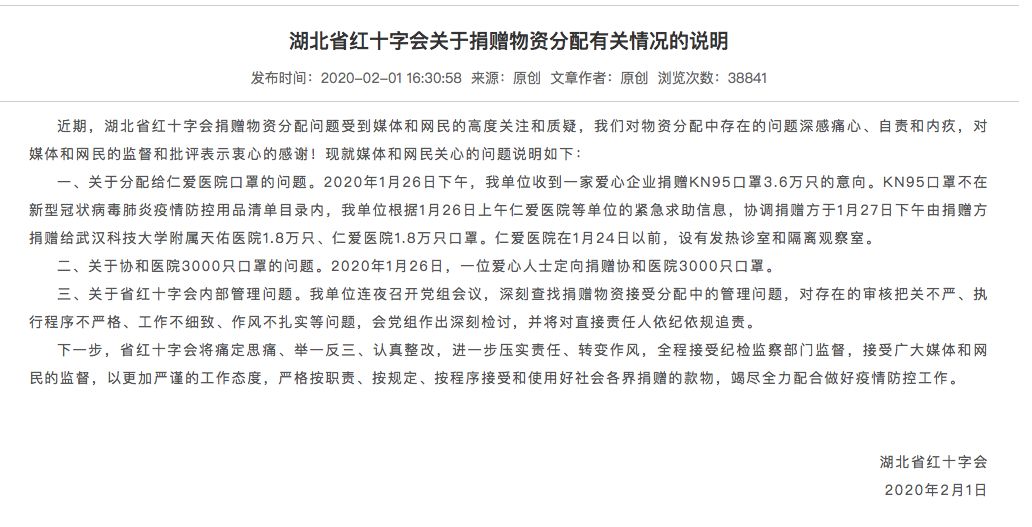 湖北省红十字会关于捐赠物资分配有关情况的说明
发布时间：2020-02-01 16:30:58 来源：原创 文章作者：原创 浏览次数：38841
近期，湖北省红十字会捐赠物资分配问题受到媒体和网民的高度关注和质疑，我们对物资分配中存在的问题深感痛心、自责和内疚，对
媒体和网民的监督和批评表示衷心的感谢！现就媒体和网民关心的问题说明如下：
一、关于分配给仁爱医院口罩的问题。2020年1月26日下午，我单位收到一家爱心企业捐赠KN95口罩3.6万只的意向。KN95口罩不在
新型冠状病毒肺炎疫情防控用品清单目录内，我单位根据1月26日上午仁爱医院等单位的紧急求助信息，协调捐赠方于1月27日下午由捐赠方
捐赠给武汉科技大学附属天佑医院1.8万只、仁爱医院1.8万只口罩。仁爱医院在1月24日以前，设有发热诊室和隔离观察室。
二、关于协和医院3000只口罩的问题。2020年1月26日，一位爱心人士定向捐赠协和医院3000只口罩。
三、关于省红十字会内部管理问题。我单位连夜召开党组会议，深刻查找捐赠物资接受分配中的管理问题，对存在的审核把关不严、执
行程序不严格、工作不细致、作风不扎实等问题，会党组作出深刻检讨，并将对直接责任人依纪依规追责。
下一步，省红十字会将痛定思痛、举一反三、认真整改，进一步压实责任、转变作风，全程接受纪检监察部门监督，接受广大媒体和网
民的监督，以更加严谨的工作态度，严格按职责、按规定、按程序接受和使用好社会各界捐赠的款物，竭尽全力配合做好疫情防控工作。
湖北省红十字会
2020年2月1日